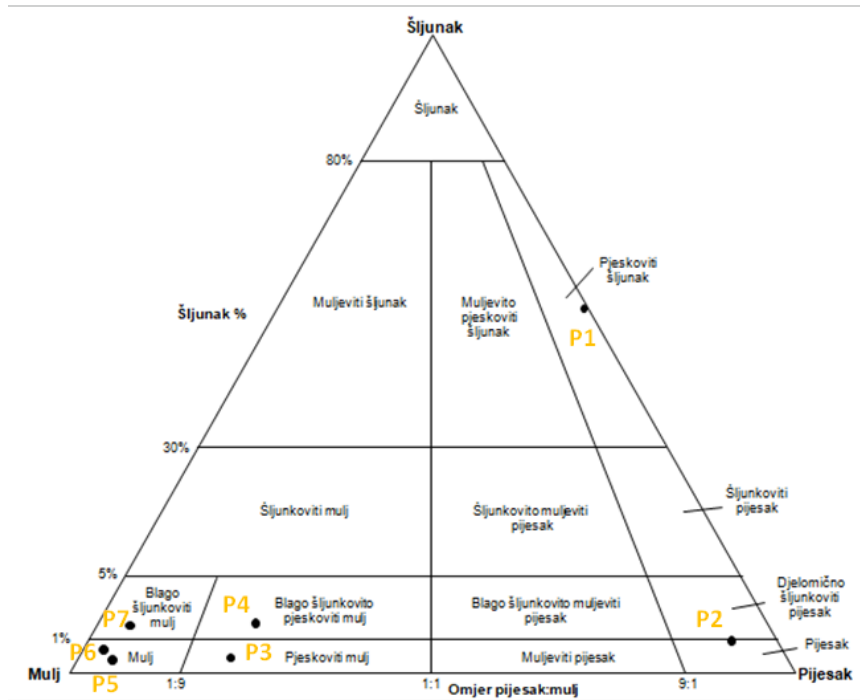 Šljunak
Šljunak
80%
Pjeskoviti
šljunak
Muljeviti šljunak
Muljevito
pjeskoviti
šljunak
Šljunak %
P1
30%
Šljunkoviti mulj
Šljunkovito muljeviti
pijesak
Šljunkoviti
pijesak
5%
Blago
šljunkoviti
mulj
P7
P4
Blago šljunkovito
pjeskoviti mulj
Blago šljunkovito muljeviti
pijesak
Djelomično
šljunkoviti
pijesak
P2
1%
P6
Mulj
P3
Pjeskoviti mulj
Muljeviti pijesak
Pijesak
Mulj
P5
1:9
1:1
9:1
Pijesak
Omjer pijesak:mulj